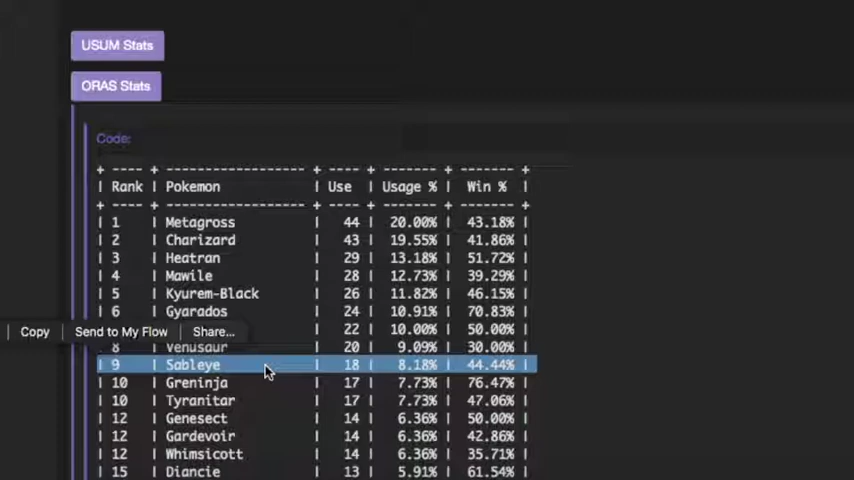 USUM Stats
ORAS Stats
Code:
+ ---- + ------------------ + ---- + ------- + ------- +
| Rank | Pokemon | Use | Usage % | Win % |
+ ---- + ------------------ + ---- + ------- + ------- +
| 1 | Metagross | 44 | 20.00% | 43.18% |
| 2 | Charizard | 43 | 19.55% | 41.86% |
| 3 | Heatran | 29 | 13.18% | 51.72% |
| 4 | Mawile | 28 | 12.73% | 39.29% |
| 5 | Kyurem-Black | 26 | 11.82% | 46.15% |
| 6 | Gyarados | 24 | 10.91% | 70.83% |
| Copy | Send to My Flow | Share... | 22 | 10.00% | 50.00% |
| 8 | Venusaur | 20 | 9.09% | 30.00% |
| 9 | Sableye | 18 | 8.18% | 44.44% |
| 10 | Greninja | 17 | 7.73% | 76.47% |
| 10 | Tyranitar | 17 | 7.73% | 47.06% |
| 12 | Genesect | 14 | 6.36% | 50.00% |
| 12 | Gardevoir | 14 | 6.36% | 42.86% |
| 12 | Whimsicott | 14 | 6.36% | 35.71% |
| 15 | Diancie | 13 | 5.91% | 61.54% |